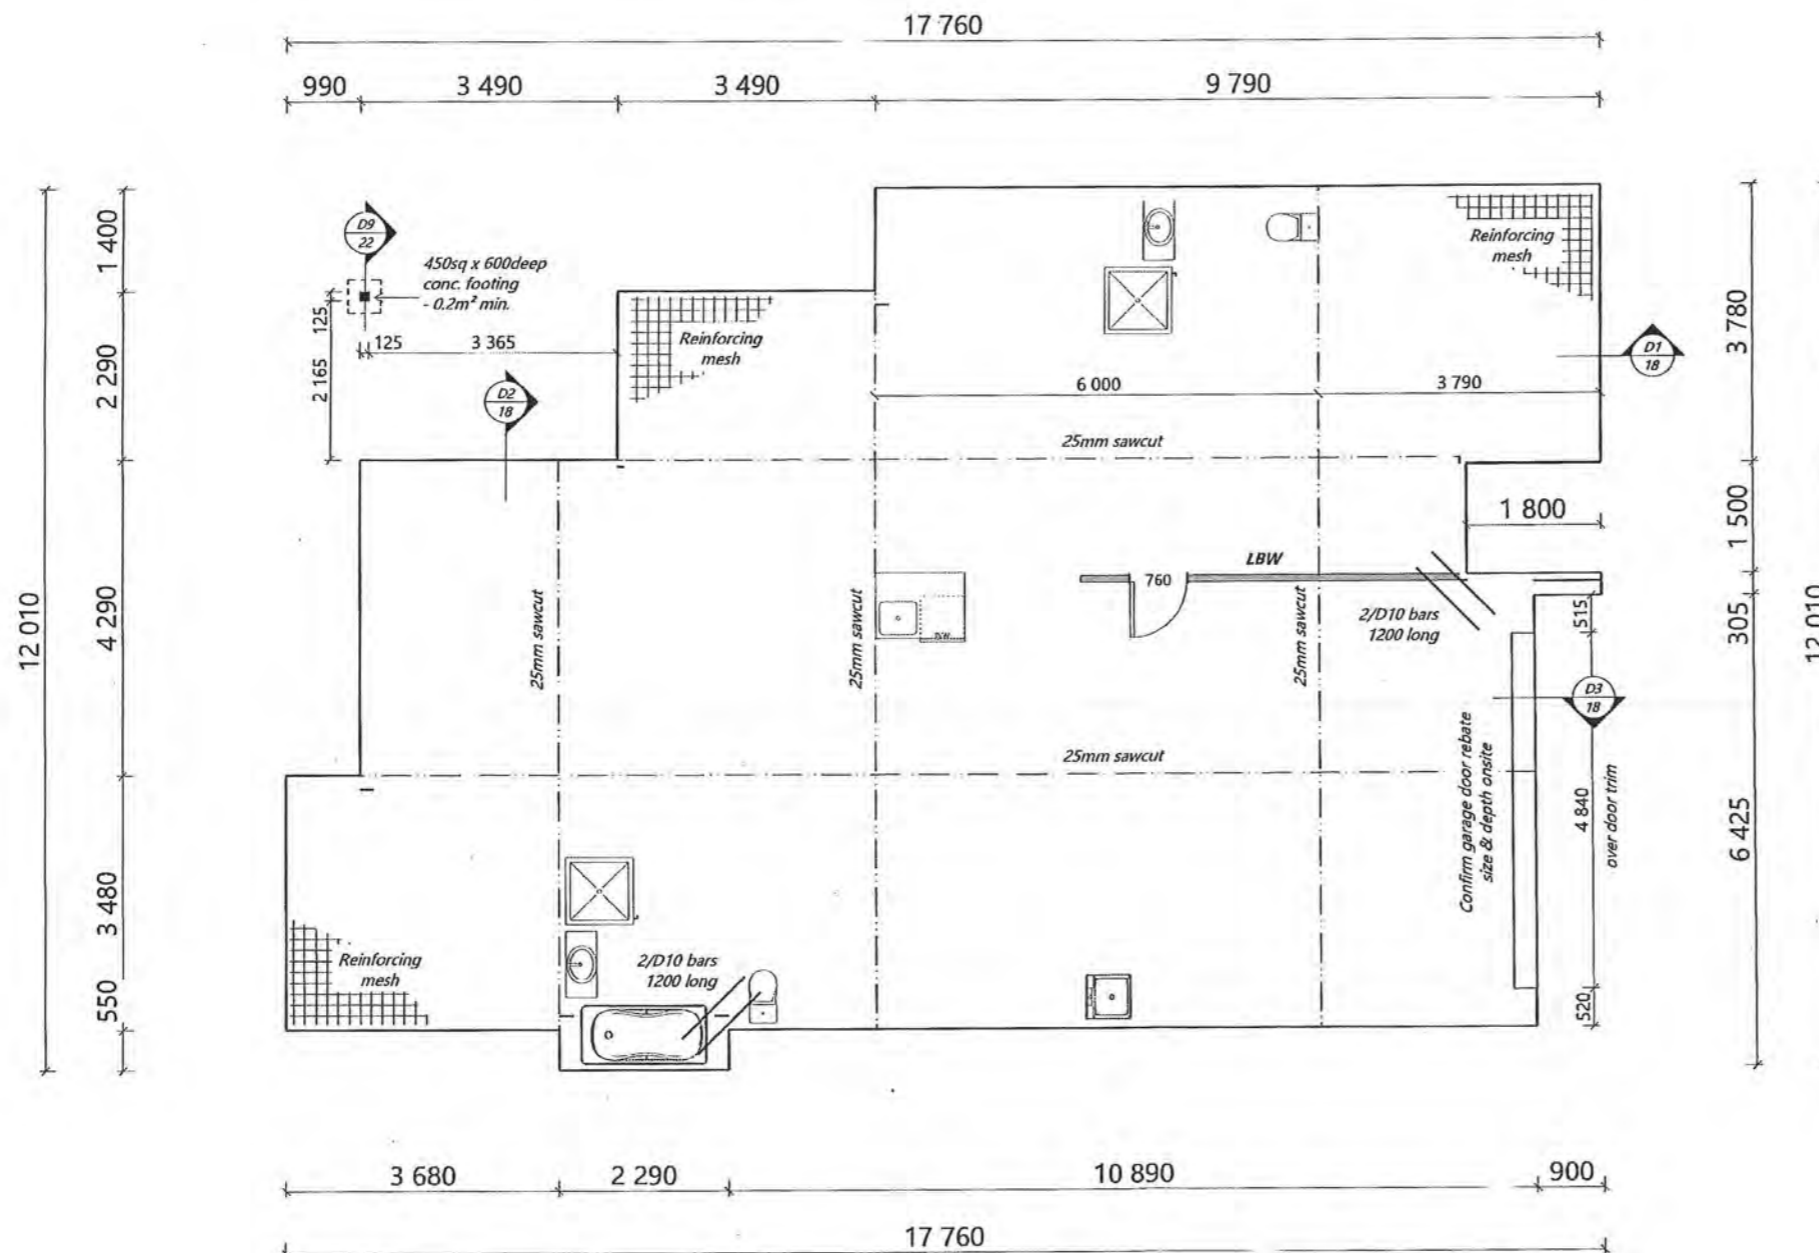 17 760
990
3 490
3 490
9 790
D9
22
450sq x 600deep
conc. footing
- 0.2m² min.
Reinforcing
mesh
Reinforcing
mesh
1 400
2 290
4 290
3 480
550
12 010
125
2 165
125
3 365
D2
18
6 000
3 790
D1
18
3 780
1 500
305
6 425
12 010
25mm sawcut
1 800
LBW
760
2/D10 bars
1200 long
515
25mm sawcut
25mm sawcut
25mm sawcut
D3
18
Confirm garage door rebate
size & depth onsite
4 840
over door trim
25mm sawcut
Reinforcing
mesh
2/D10 bars
1200 long
520
3 680
2 290
10 890
900
17 760